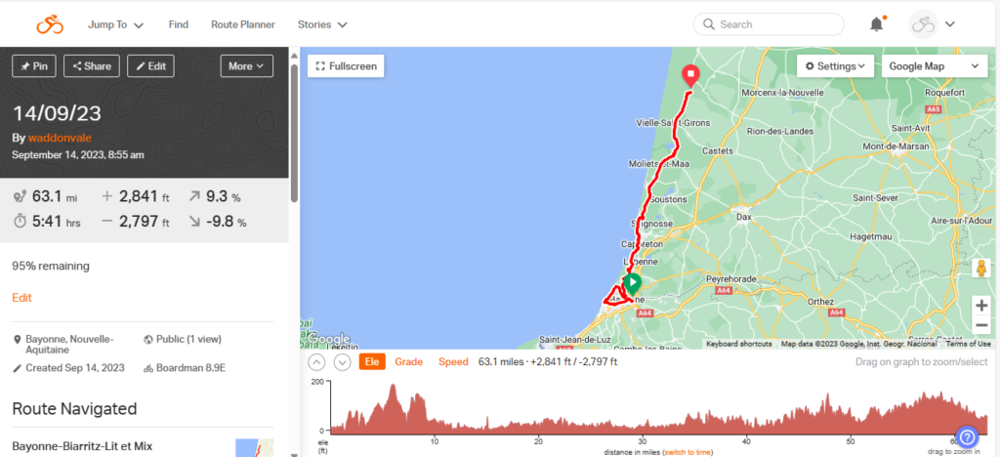 Jump To
Find
Route Planner
Stories
Search
Pin
Share
Edit
More
14/09/23
By waddonvale
September 14, 2023, 8:55 am
63.1 mi
2,841 ft
9.3 %
5:41 hrs
2,797 ft
-9.8 %
95% remaining
Edit
Bayonne, Nouvelle-
Aquitaine
Public (1 view)
Created Sep 14, 2023
Boardman 8.9E
Route Navigated
Bayonne-Biarritz-Lit et Mix
Fullscreen
Settings
Google Map
Morcenx-la-Nouvelle
Roquefort
A65
Vielle-Saint-Girons
Rion-des-Landes
Saint-Avit
Mont-de-Marsan
Castets
Moliets-et-Maa
Soustons
Saint-Sever
Dax
Aire-sur-l'Adour
Seignosse
Hagetmau
Capbreton
Labenne
Peyrehorade
A64
Orthez
A64
A64
Saint-Jean-de-Luz
Google
Keyboard shortcuts
Map data ©2023 Google, Inst. Geogr. Nacional
Terms of Use
Ele
Grade
Speed
63.1 miles · +2,841 ft / -2,797 ft
Drag on graph to zoom/select
200
0
ele
(ft)
10
20
30
40
50
distance in miles (switch to time)
drag to zoom in
?